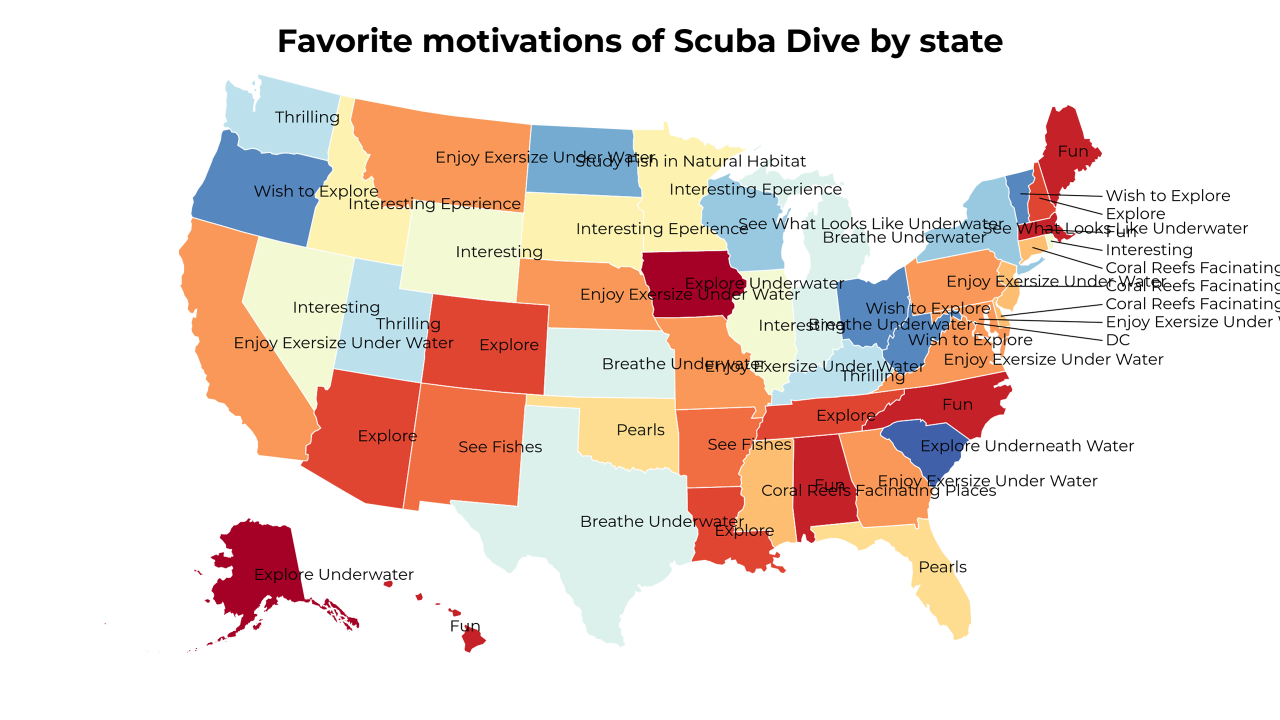 Favorite motivations of Scuba Dive by state
Thrilling
Fun
Enjoy Exersize Under Water
Study Fish in Natural Habitat
Interesting Eperience
Wish to Explore
Wish to Explore
Interesting Eperience
Explore
See What Looks Like Underwater
See What Looks Like Underwater
Interesting Eperience
Fun
Breathe Underwater
Interesting
Interesting
Coral Reefs Facinating
Explore Underwater
Enjoy Exersize Under Water
Coral Reefs Facinating
Enjoy Exersize Under Water
Coral Reefs Facinating
Interesting
Wish to Explore
Thrilling
Interesting
Breathe Underwater
Enjoy Exersize Under
Enjoy Exersize Under Water
Explore
Wish to Explore
DC
Breathe Underwater
Enjoy Exersize Under Water
Enjoy Exersize Under Water
Thrilling
Fun
Explore
Pearls
Explore
See Fishes
See Fishes
Explore Underneath Water
Enjoy Exersize Under Water
Fun
Coral Reefs Facinating Places
Breathe Underwater
Explore
Pearls
Explore Underwater
Fun